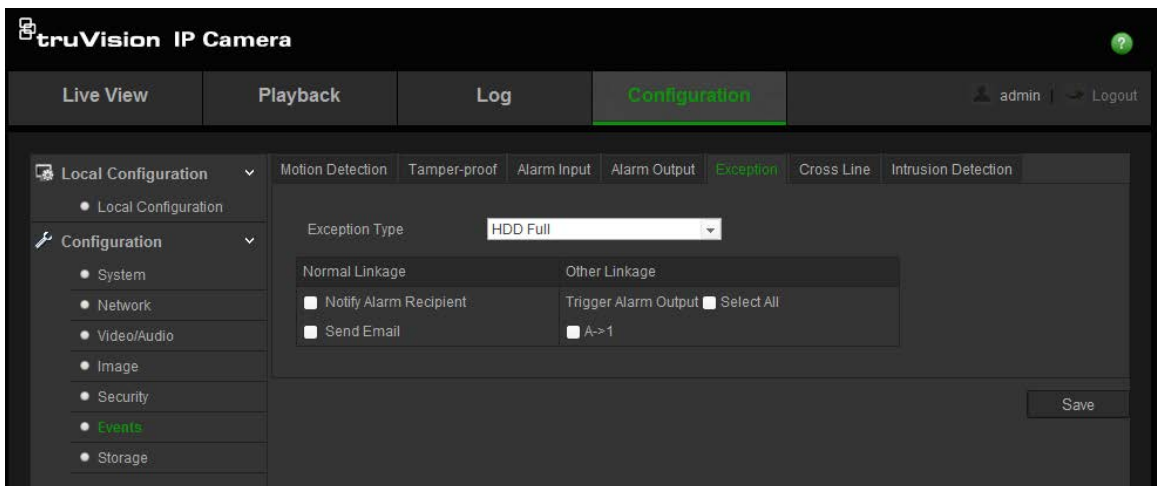 truVision IP Camera
?
Live View Playback Log Configuration admin | Logout
Local Configuration
Local Configuration
Configuration
System
Network
Video/Audio
Image
Security
Events
Storage
Motion Detection Tamper-proof Alarm Input Alarm Output Exception Cross Line Intrusion Detection
Exception Type HDD Full
Normal Linkage Other Linkage
Notify Alarm Recipient Trigger Alarm Output Select All
Send Email A->1
Save